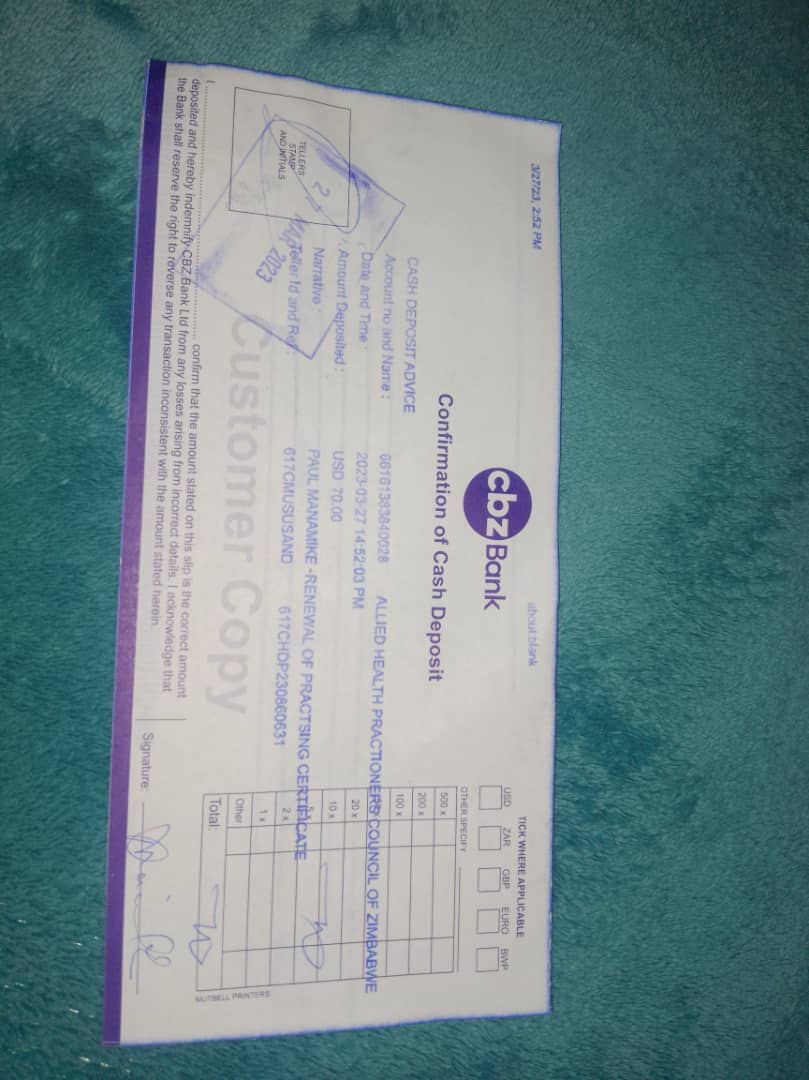 3/27/23, 2:52 PM
about:blank
cbz Bank
Confirmation of Cash Deposit
CASH DEPOSIT ADVICE
Account no and Name : 66161383840028 ALLIED HEALTH PRACTIONERS COUNCIL OF ZIMBABWE
Date and Time : 2023-03-27 14:52:03 PM
Amount Deposited : USD 70.00
Narrative : PAUL MANAMIKE -RENEWAL OF PRACTSING CERTIFICATE
Teller Id and Ref : 617CMUSUSAND 617CHDP230860631
TICK WHERE APPLICABLE
USD ZAR GBP EURO BWP
OTHER SPECIFY
500 x
200 x
100 x
20 x
10 x
2 x
1 x
Other
Total:
MUTBELL PRINTERS
TELLERS
STAMP
AND INITIALS
2023
Customer Copy
I, confirm that the amount stated on this slip is the correct amount
deposited and hereby indemnify CBZ Bank Ltd from any losses arising from incorrect details. I acknowledge that
the Bank shall reserve the right to reverse any transaction inconsistent with the amount stated herein.
Signature: